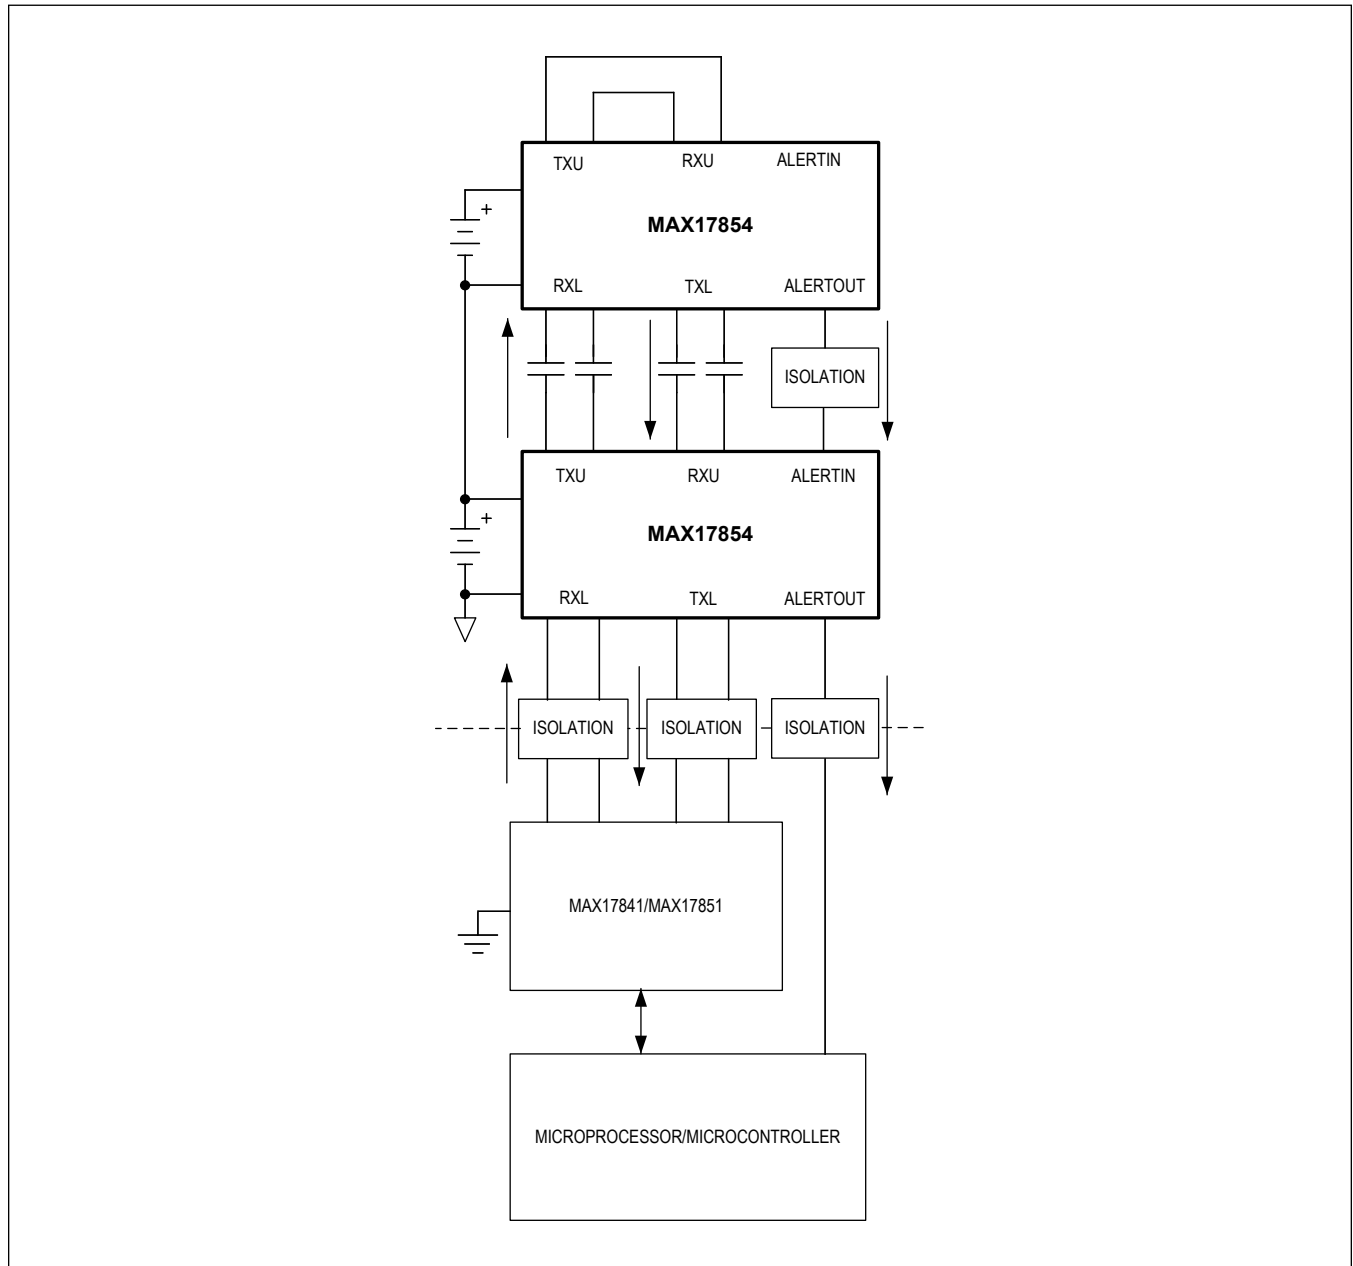 TXU RXU ALERTIN
+
MAX17854
RXL TXL ALERTOUT
ISOLATION
TXU RXU ALERTIN
+
MAX17854
RXL TXL ALERTOUT
ISOLATION ISOLATION ISOLATION
MAX17841/MAX17851
MICROPROCESSOR/MICROCONTROLLER